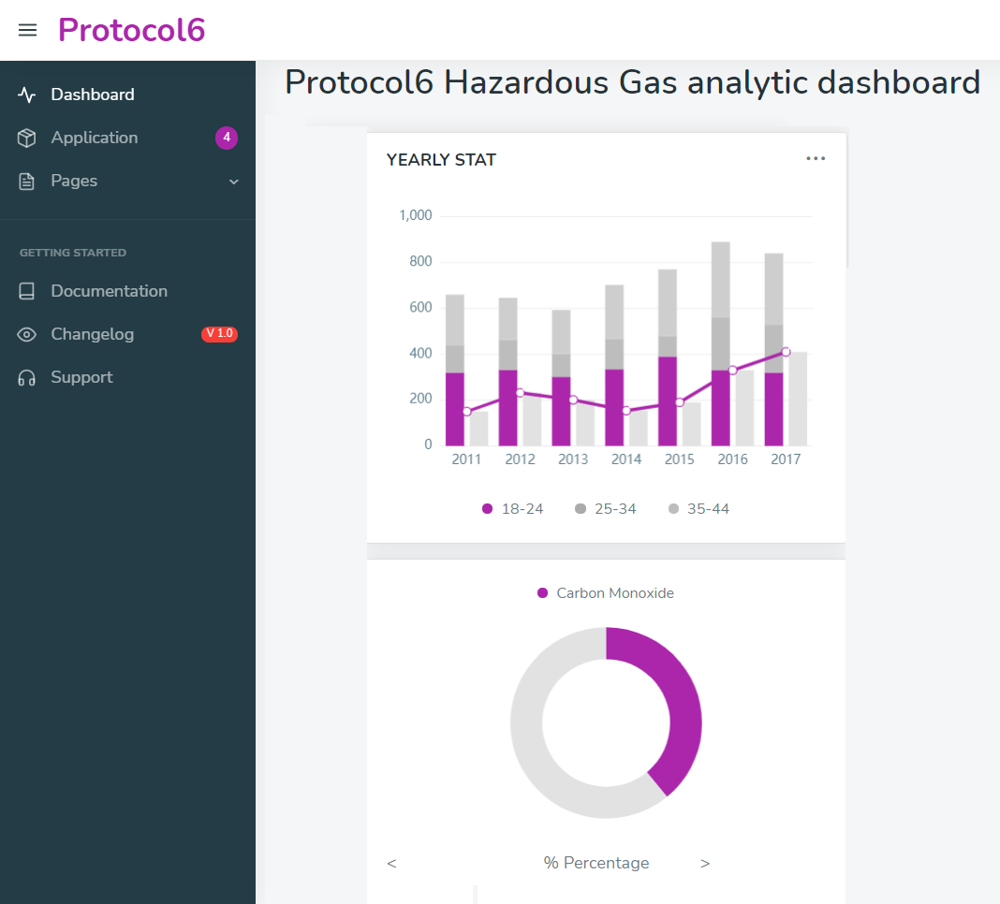 Protocol6
Protocol6 Hazardous Gas analytic dashboard
Dashboard
Application 4
Pages
GETTING STARTED
Documentation
Changelog V 1.0
Support
YEARLY STAT
1,000
800
600
400
200
0
2011 2012 2013 2014 2015 2016 2017
18-24 25-34 35-44
Carbon Monoxide
< % Percentage >